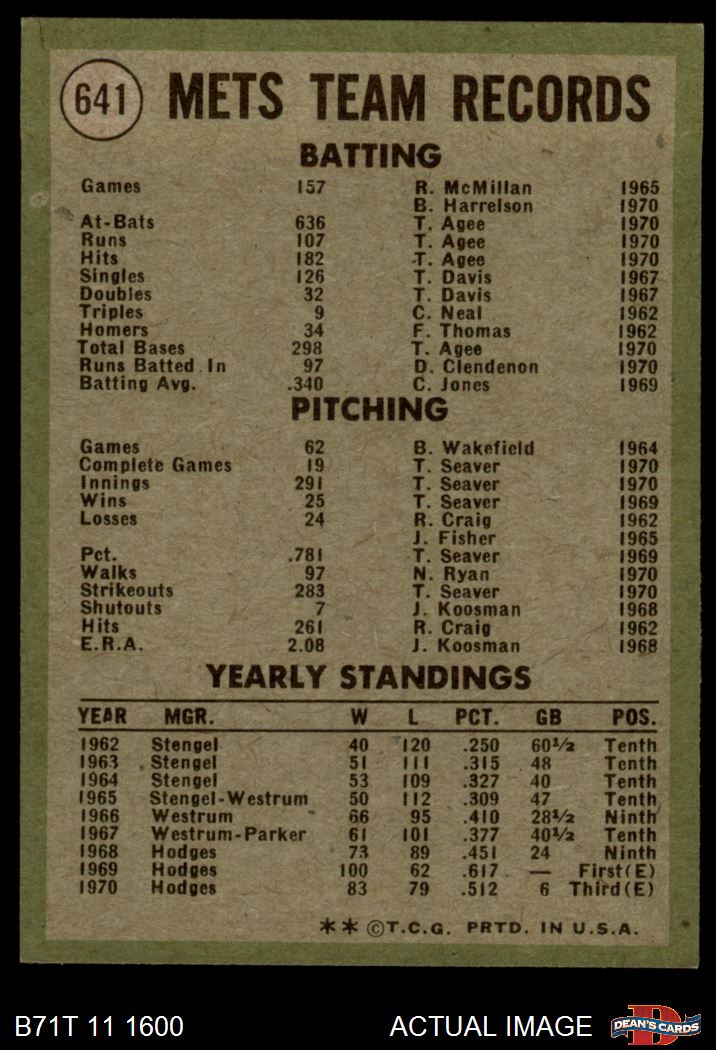 641 METS TEAM RECORDS
BATTING
Games 157 R. McMillan 1965
B. Harrelson 1970
At-Bats 636 T. Agee 1970
Runs 107 T. Agee 1970
Hits 182 T. Agee 1970
Singles 126 T. Davis 1967
Doubles 32 T. Davis 1967
Triples 9 C. Neal 1962
Homers 34 F. Thomas 1962
Total Bases 298 T. Agee 1970
Runs Batted In 97 D. Clendenon 1970
Batting Avg. .340 C. Jones 1969
PITCHING
Games 62 B. Wakefield 1964
Complete Games 19 T. Seaver 1970
Innings 291 T. Seaver 1970
Wins 25 T. Seaver 1969
Losses 24 R. Craig 1962
J. Fisher 1965
Pct. .781 T. Seaver 1969
Walks 97 N. Ryan 1970
Strikeouts 283 T. Seaver 1970
Shutouts 7 J. Koosman 1968
Hits 261 R. Craig 1962
E.R.A. 2.08 J. Koosman 1968
YEARLY STANDINGS
YEAR MGR. W L PCT. GB POS.
1962 Stengel 40 120 .250 60½ Tenth
1963 Stengel 51 111 .315 48 Tenth
1964 Stengel 53 109 .327 40 Tenth
1965 Stengel-Westrum 50 112 .309 47 Tenth
1966 Westrum 66 95 .410 28½ Ninth
1967 Westrum-Parker 61 101 .377 40½ Tenth
1968 Hodges 73 89 .451 24 Ninth
1969 Hodges 100 62 .617 — First(E)
1970 Hodges 83 79 .512 6 Third(E)
** ©T.C.G. PRTD. IN U.S.A.
B71T 11 1600 ACTUAL IMAGE D DEAN'S CARDS